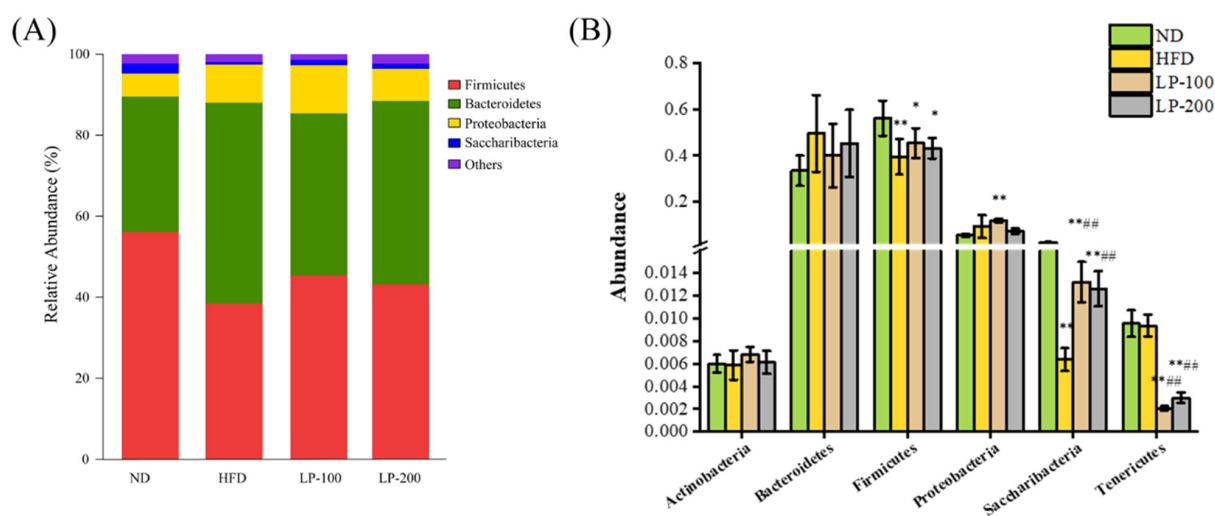 (A)
100
80
60
40
20
0
Relative Abundance (%)
ND
HFD
LP-100
LP-200
Firmicutes
Bacteroidetes
Proteobacteria
Saccharibacteria
Others
(B)
ND
HFD
LP-100
LP-200
0.8
0.6
0.4
0.2
0.014
0.012
0.010
0.008
0.006
0.004
0.002
0.000
Abundance
**
*
*
**
**
**##
**##
**##
**##
Actinobacteria
Bacteroidetes
Firmicutes
Proteobacteria
Saccharibacteria
Tenericutes